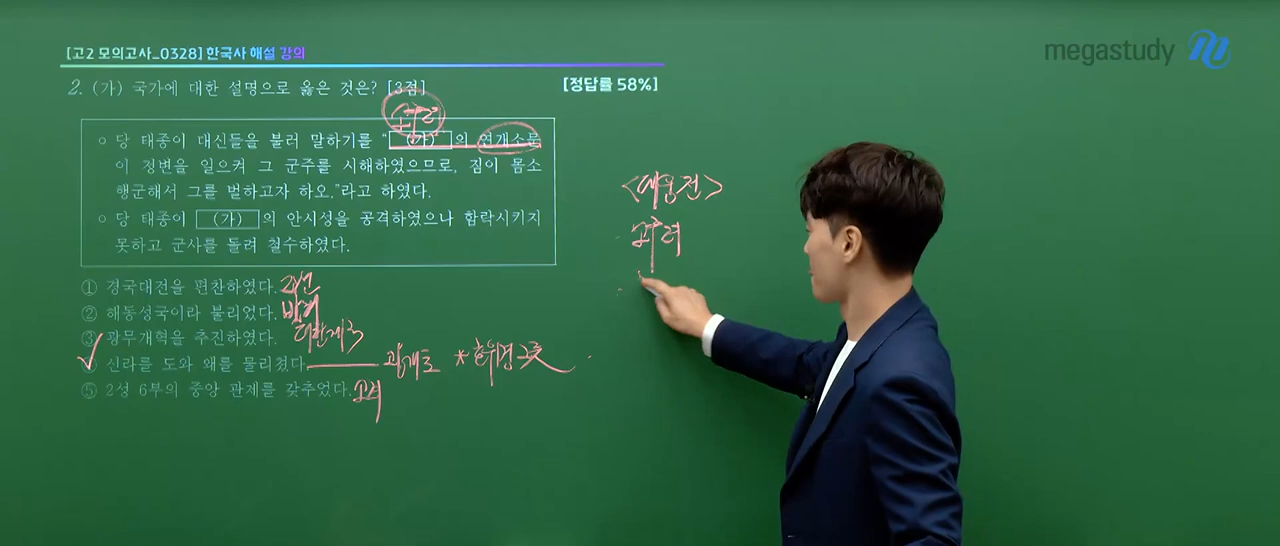 [고2 모의고사_0328] 한국사 해설 강의
megastudy
2. (가) 국가에 대한 설명으로 옳은 것은? [3점]
[정답률 58%]
○ 당 태종이 대신들을 불러 말하기를 “ (가) 의 연개소문
이 정변을 일으켜 그 군주를 시해하였으므로, 짐이 몸소
행군해서 그를 벌하고자 하오.”라고 하였다.
○ 당 태종이 (가) 의 안시성을 공격하였으나 함락시키지
못하고 군사를 돌려 철수하였다.
① 경국대전을 편찬하였다. 조선
② 해동성국이라 불리었다. 발해
③ 광무개혁을 추진하였다. 대한제국
신라를 도와 왜를 물리쳤다. 광개토
⑤ 2성 6부의 중앙 관제를 갖추었다. 고려